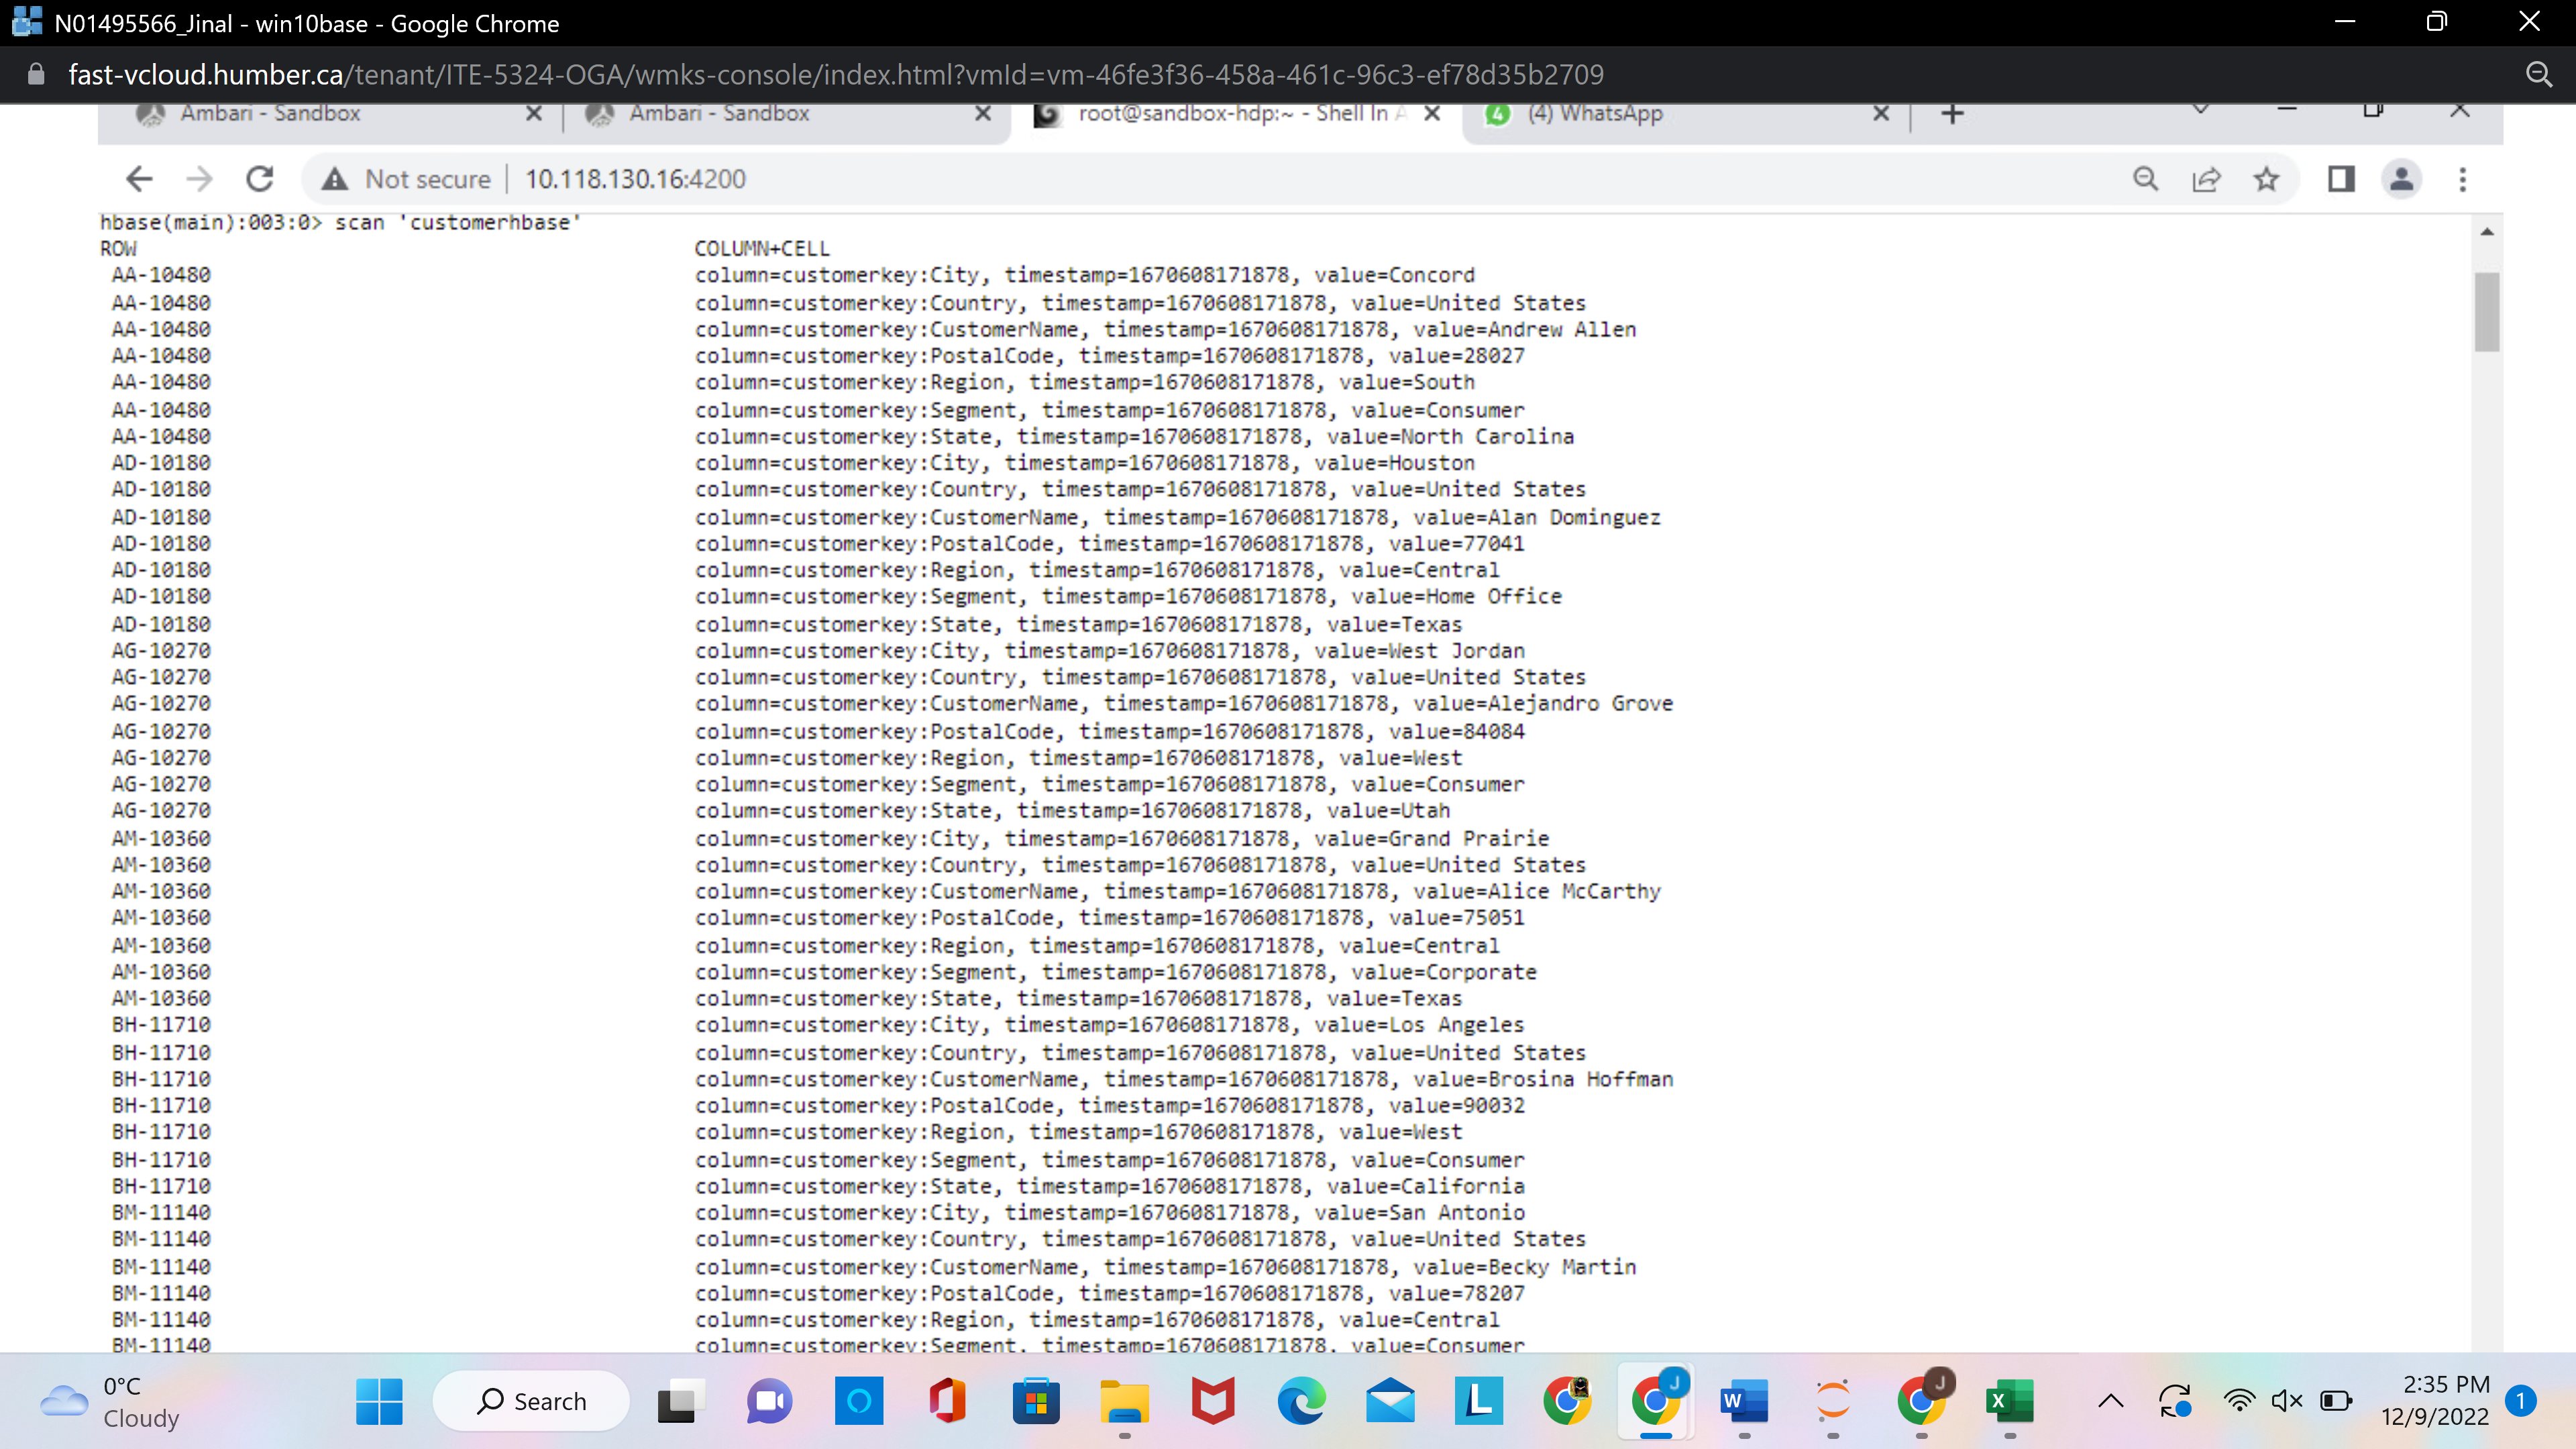 N01495566_Jinal - win10base - Google Chrome
fast-vcloud.humber.ca/tenant/ITE-5324-OGA/wmks-console/index.html?vmId=vm-46fe3f36-458a-461c-96c3-ef78d35b2709
Ambari - Sandbox Ambari - Sandbox root@sandbox-hdp:~ - Shell In A 4 (4) WhatsApp
Not secure 10.118.130.16:4200
hbase(main):003:0> scan 'customerhbase'
ROW COLUMN+CELL
AA-10480 column=customerkey:City, timestamp=1670608171878, value=Concord
AA-10480 column=customerkey:Country, timestamp=1670608171878, value=United States
AA-10480 column=customerkey:CustomerName, timestamp=1670608171878, value=Andrew Allen
AA-10480 column=customerkey:PostalCode, timestamp=1670608171878, value=28027
AA-10480 column=customerkey:Region, timestamp=1670608171878, value=South
AA-10480 column=customerkey:Segment, timestamp=1670608171878, value=Consumer
AA-10480 column=customerkey:State, timestamp=1670608171878, value=North Carolina
AD-10180 column=customerkey:City, timestamp=1670608171878, value=Houston
AD-10180 column=customerkey:Country, timestamp=1670608171878, value=United States
AD-10180 column=customerkey:CustomerName, timestamp=1670608171878, value=Alan Dominguez
AD-10180 column=customerkey:PostalCode, timestamp=1670608171878, value=77041
AD-10180 column=customerkey:Region, timestamp=1670608171878, value=Central
AD-10180 column=customerkey:Segment, timestamp=1670608171878, value=Home Office
AD-10180 column=customerkey:State, timestamp=1670608171878, value=Texas
AG-10270 column=customerkey:City, timestamp=1670608171878, value=West Jordan
AG-10270 column=customerkey:Country, timestamp=1670608171878, value=United States
AG-10270 column=customerkey:CustomerName, timestamp=1670608171878, value=Alejandro Grove
AG-10270 column=customerkey:PostalCode, timestamp=1670608171878, value=84084
AG-10270 column=customerkey:Region, timestamp=1670608171878, value=West
AG-10270 column=customerkey:Segment, timestamp=1670608171878, value=Consumer
AG-10270 column=customerkey:State, timestamp=1670608171878, value=Utah
AM-10360 column=customerkey:City, timestamp=1670608171878, value=Grand Prairie
AM-10360 column=customerkey:Country, timestamp=1670608171878, value=United States
AM-10360 column=customerkey:CustomerName, timestamp=1670608171878, value=Alice McCarthy
AM-10360 column=customerkey:PostalCode, timestamp=1670608171878, value=75051
AM-10360 column=customerkey:Region, timestamp=1670608171878, value=Central
AM-10360 column=customerkey:Segment, timestamp=1670608171878, value=Corporate
AM-10360 column=customerkey:State, timestamp=1670608171878, value=Texas
BH-11710 column=customerkey:City, timestamp=1670608171878, value=Los Angeles
BH-11710 column=customerkey:Country, timestamp=1670608171878, value=United States
BH-11710 column=customerkey:CustomerName, timestamp=1670608171878, value=Brosina Hoffman
BH-11710 column=customerkey:PostalCode, timestamp=1670608171878, value=90032
BH-11710 column=customerkey:Region, timestamp=1670608171878, value=West
BH-11710 column=customerkey:Segment, timestamp=1670608171878, value=Consumer
BH-11710 column=customerkey:State, timestamp=1670608171878, value=California
BM-11140 column=customerkey:City, timestamp=1670608171878, value=San Antonio
BM-11140 column=customerkey:Country, timestamp=1670608171878, value=United States
BM-11140 column=customerkey:CustomerName, timestamp=1670608171878, value=Becky Martin
BM-11140 column=customerkey:PostalCode, timestamp=1670608171878, value=78207
BM-11140 column=customerkey:Region, timestamp=1670608171878, value=Central
BM-11140 column=customerkey:Segment, timestamp=1670608171878, value=Consumer
0°C
Cloudy
Search
J
L
W
J
X
2:35 PM
12/9/2022
1